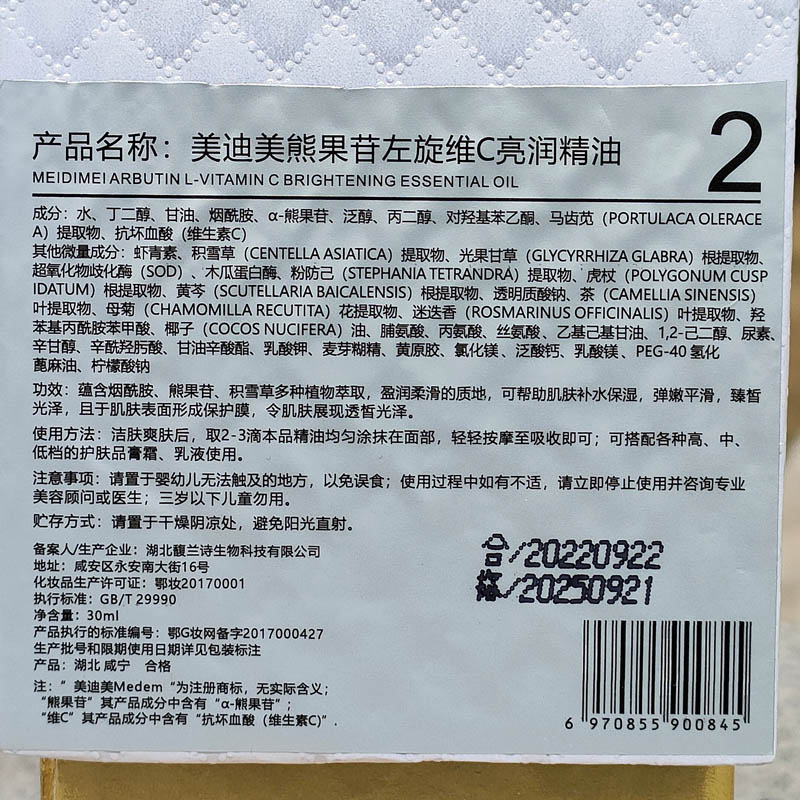 产品名称：美迪美熊果苷左旋维C亮润精油
2
MEIDIMEI ARBUTIN L-VITAMIN C BRIGHTENING ESSENTIAL OIL
成分：水、丁二醇、甘油、烟酰胺、α-熊果苷、泛醇、丙二醇、对羟基苯乙酮、马齿苋（PORTULACA OLERACE
A）提取物、抗坏血酸（维生素C）
其他微量成分：虾青素、积雪草（CENTELLA ASIATICA）提取物、光果甘草（GLYCYRRHIZA GLABRA）根提取物、
超氧化物歧化酶（SOD）、木瓜蛋白酶、粉防己（STEPHANIA TETRANDRA）提取物、虎杖（POLYGONUM CUSP
IDATUM）根提取物、黄芩（SCUTELLARIA BAICALENSIS）根提取物、透明质酸钠、茶（CAMELLIA SINENSIS）
叶提取物、母菊（CHAMOMILLA RECUTITA）花提取物、迷迭香（ROSMARINUS OFFICINALIS）叶提取物、羟
苯基丙酰胺苯甲酸、椰子（COCOS NUCIFERA）油、脯氨酸、丙氨酸、丝氨酸、乙基己基甘油、1,2-己二醇、尿素、
辛甘醇、辛酰羟肟酸、甘油辛酸酯、乳酸钾、麦芽糊精、黄原胶、氯化镁、泛酸钙、乳酸镁、PEG-40 氢化
蓖麻油、柠檬酸钠
功效：蕴含烟酰胺、熊果苷、积雪草多种植物萃取，盈润柔滑的质地，可帮助肌肤补水保湿，弹嫩平滑，臻皙
光泽，且于肌肤表面形成保护膜，令肌肤展现透皙光泽。
使用方法：洁肤爽肤后，取2-3滴本品精油均匀涂抹在面部，轻轻按摩至吸收即可；可搭配各种高、中、
低档的护肤品膏霜、乳液使用。
注意事项：请置于婴幼儿无法触及的地方，以免误食；使用过程中如有不适，请立即停止使用并咨询专业
美容顾问或医生；三岁以下儿童勿用。
贮存方式：请置于干燥阴凉处，避免阳光直射。
备案人/生产企业：湖北馥兰诗生物科技有限公司
地址：咸安区永安南大街16号
化妆品生产许可证：鄂妆20170001
执行标准：GB/T 29990
净含量：30ml
产品执行的标准编号：鄂G妆网备字2017000427
生产批号和限期使用日期详见包装标注
产品：湖北 咸宁 合格
合格/20220922
/20250921
注：“美迪美Medem“为注册商标，无实际含义；
“熊果苷”其产品成分中含有“α-熊果苷”；
“维C”其产品成分中含有“抗坏血酸（维生素C）”.
6 970855 900845